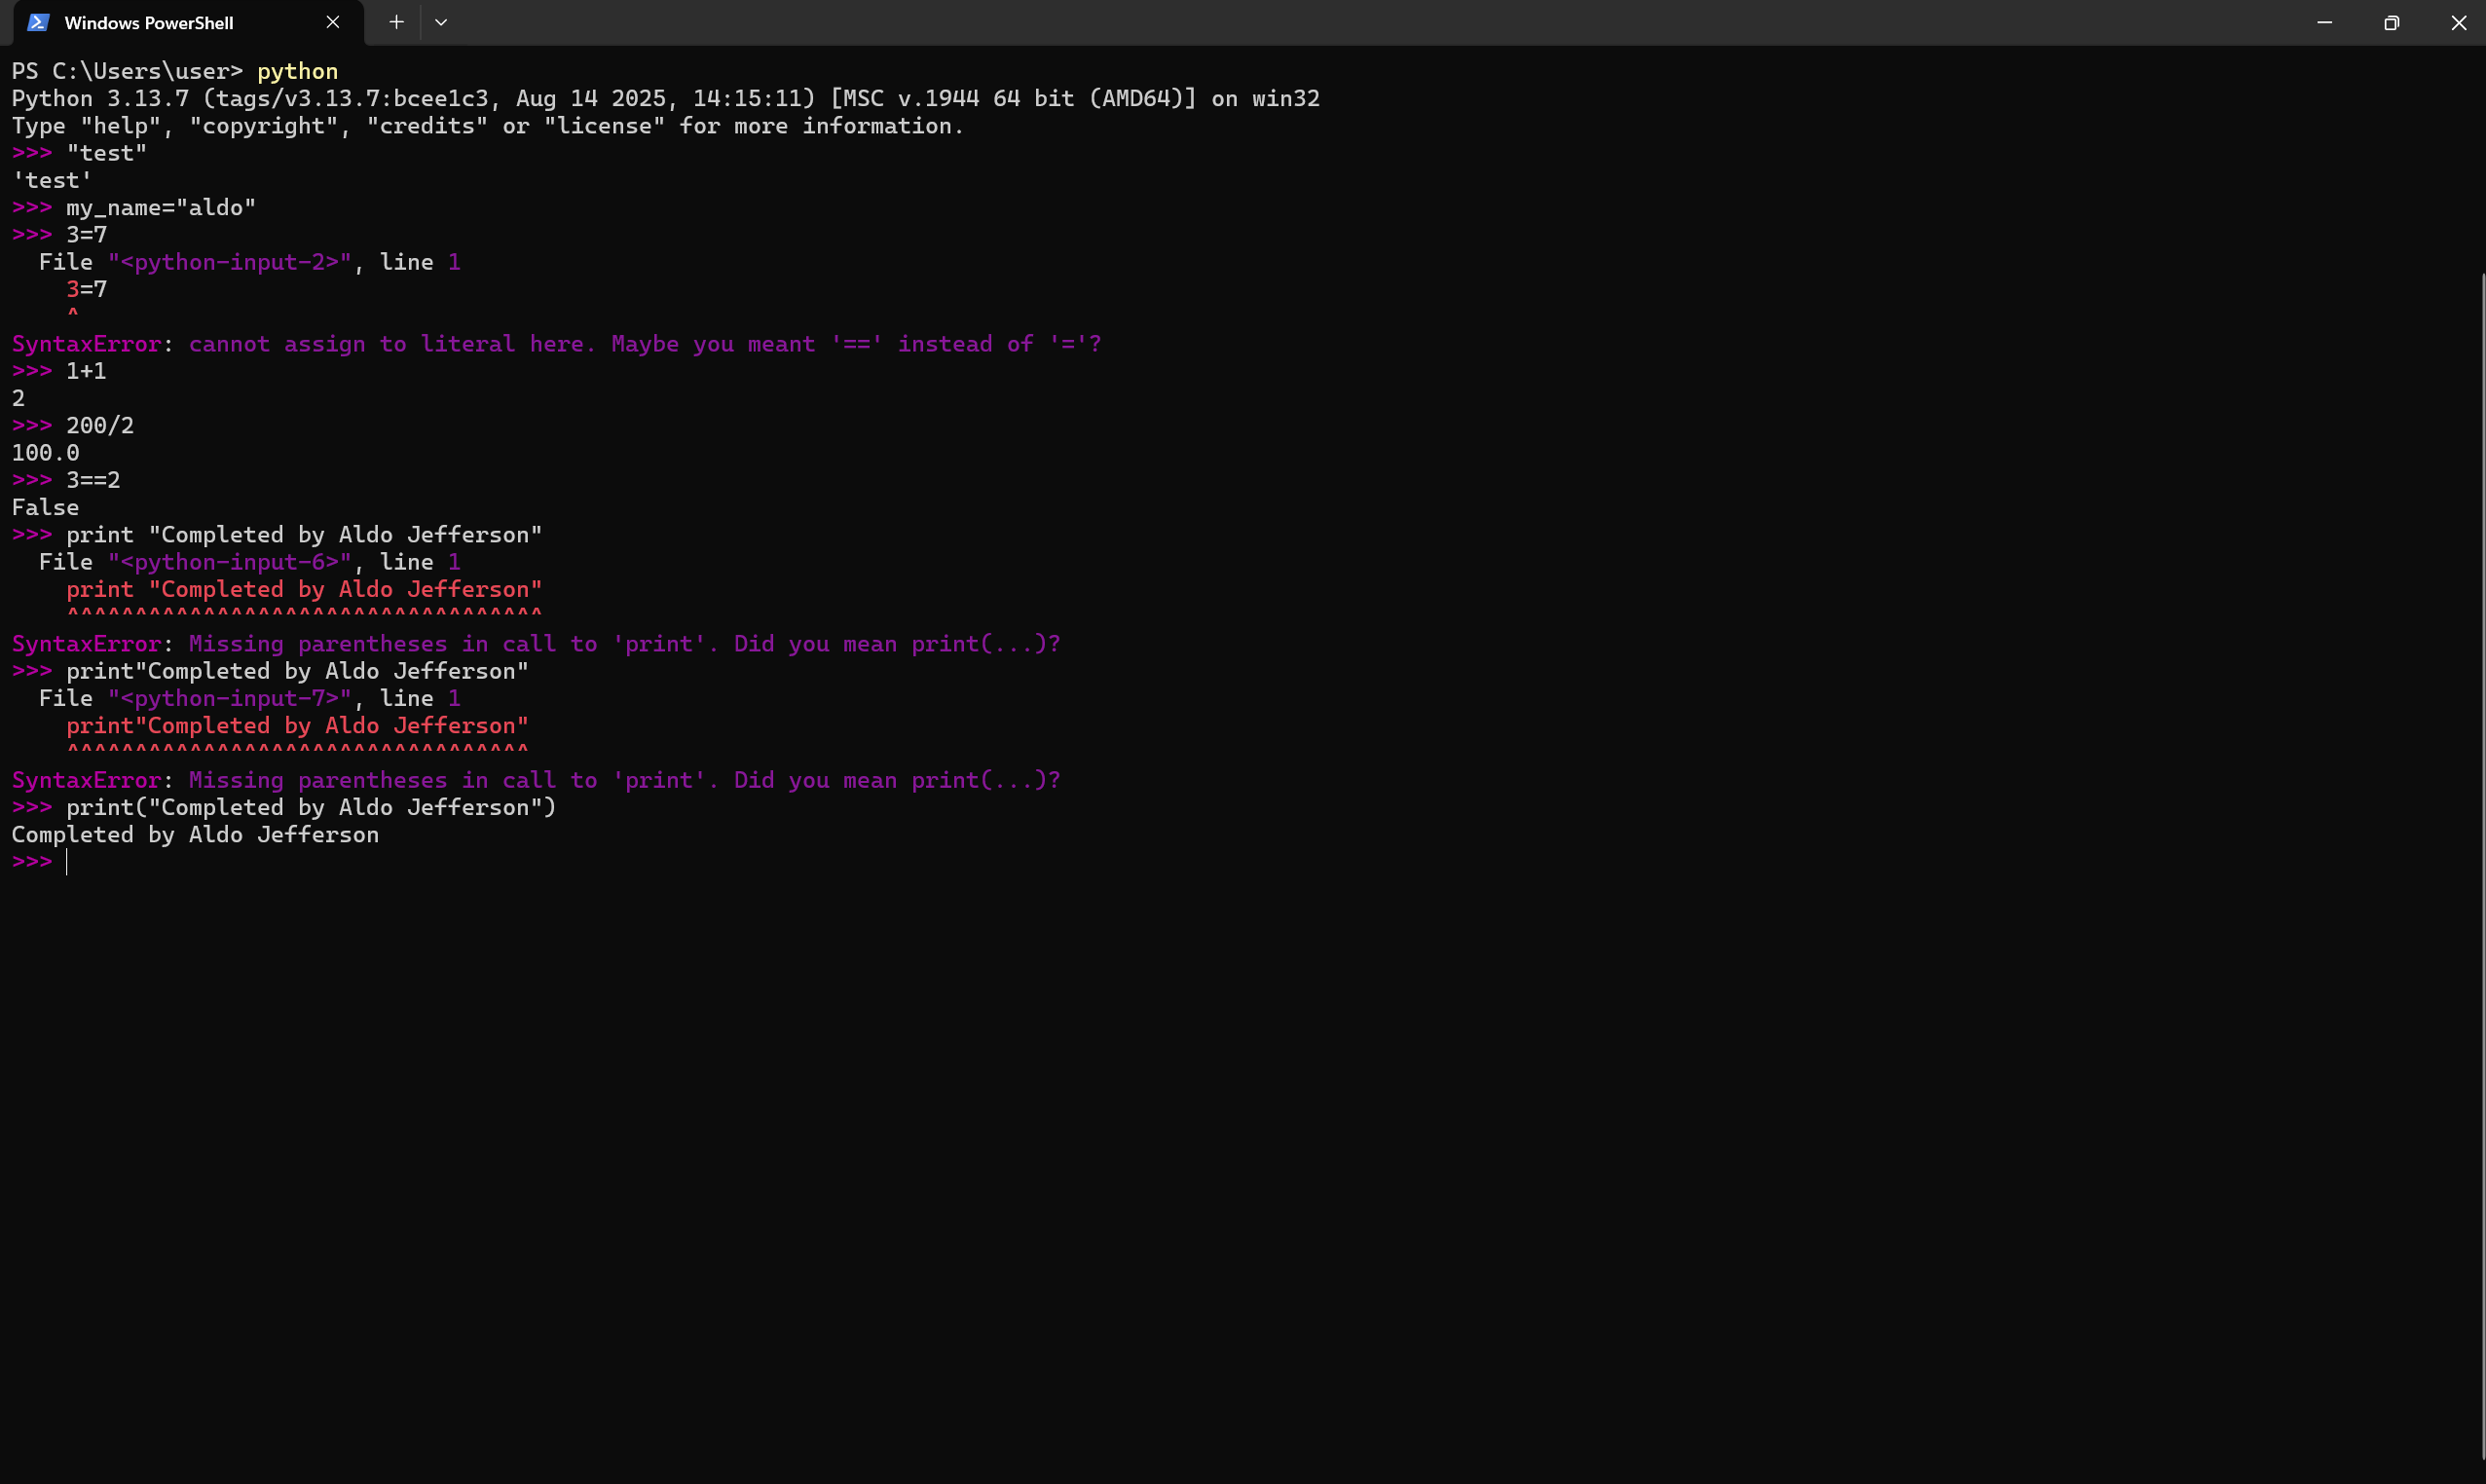 Windows PowerShell
PS C:\Users\user> python
Python 3.13.7 (tags/v3.13.7:bcee1c3, Aug 14 2025, 14:15:11) [MSC v.1944 64 bit (AMD64)] on win32
Type "help", "copyright", "credits" or "license" for more information.
>>> "test"
'test'
>>> my_name="aldo"
>>> 3=7
  File "<python-input-2>", line 1
    3=7
    ^
SyntaxError: cannot assign to literal here. Maybe you meant '==' instead of '='?
>>> 1+1
2
>>> 200/2
100.0
>>> 3==2
False
>>> print "Completed by Aldo Jefferson"
  File "<python-input-6>", line 1
    print "Completed by Aldo Jefferson"
    ^^^^^^^^^^^^^^^^^^^^^^^^^^^^^^^^^^^
SyntaxError: Missing parentheses in call to 'print'. Did you mean print(...)?
>>> print"Completed by Aldo Jefferson"
  File "<python-input-7>", line 1
    print"Completed by Aldo Jefferson"
    ^^^^^^^^^^^^^^^^^^^^^^^^^^^^^^^^^^
SyntaxError: Missing parentheses in call to 'print'. Did you mean print(...)?
>>> print("Completed by Aldo Jefferson")
Completed by Aldo Jefferson
>>>